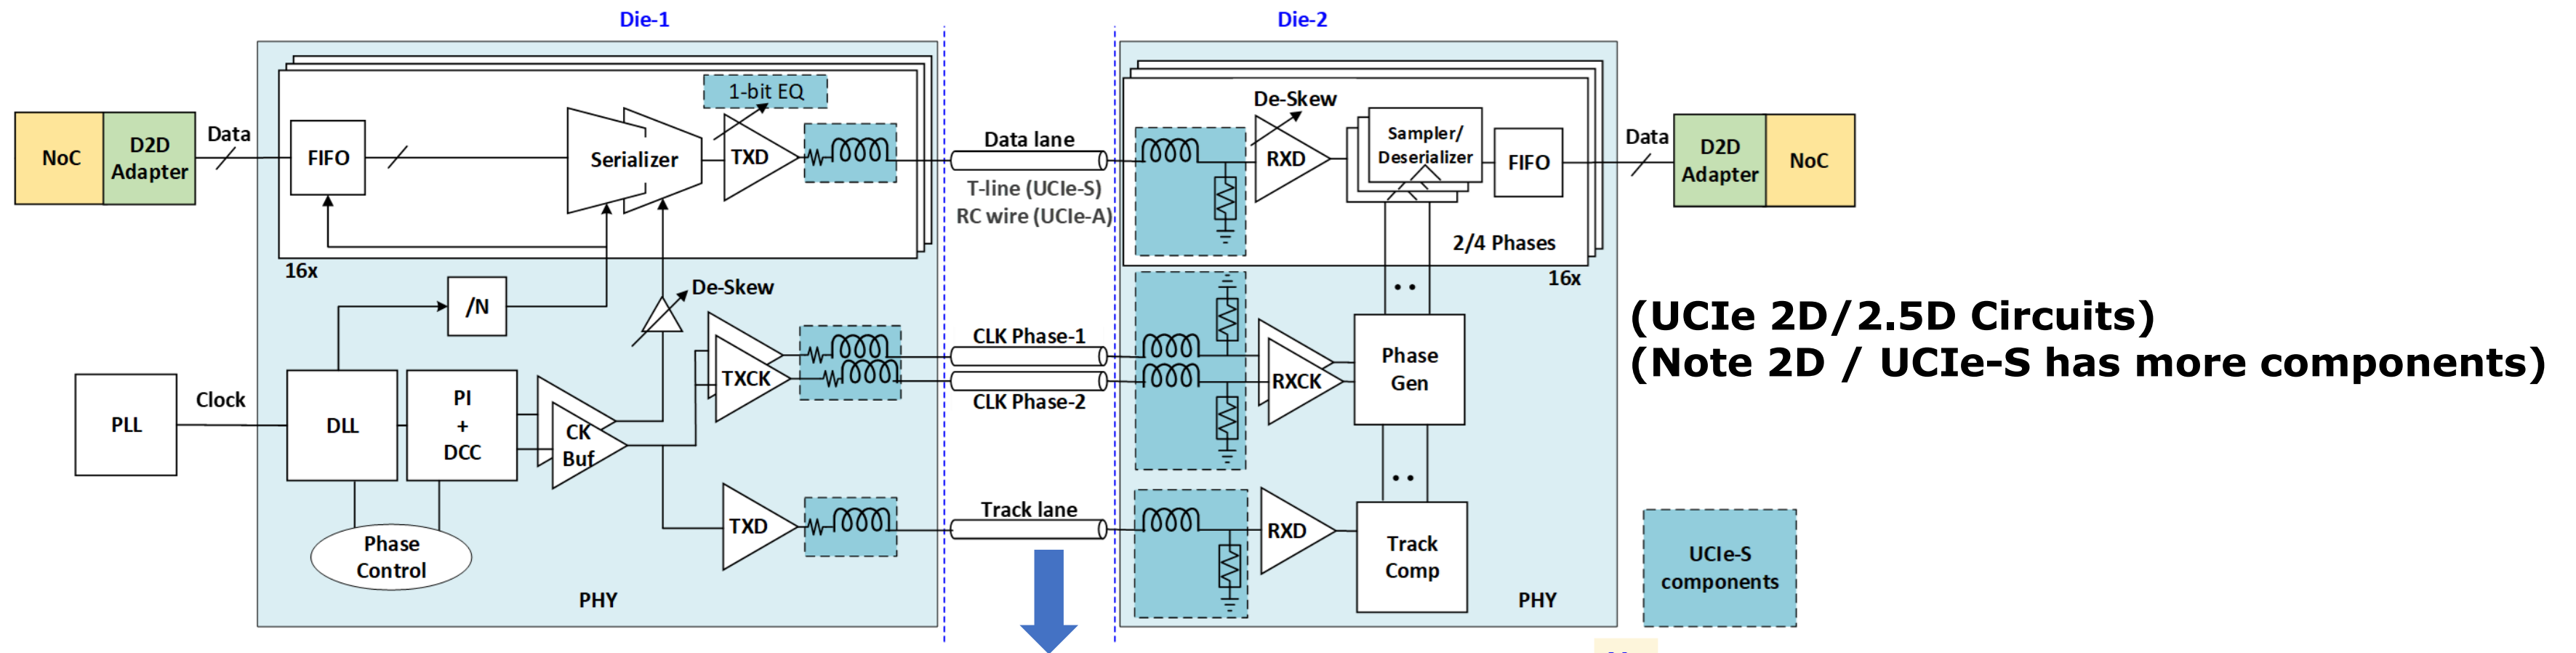 Die-1
Die-2
NoC
D2D
Adapter
Data
FIFO
Serializer
1-bit EQ
TXD
16x
Data lane
T-line (UCIe-S)
RC wire (UCIe-A)
De-Skew
RXD
Sampler/
Deserializer
FIFO
2/4 Phases
16x
Data
D2D
Adapter
NoC
/N
De-Skew
PLL
Clock
DLL
PI
+
DCC
CK
Buf
TXCK
CLK Phase-1
CLK Phase-2
RXCK
Phase
Gen
Phase
Control
TXD
Track lane
RXD
Track
Comp
PHY
PHY
(UCIe 2D/2.5D Circuits)
(Note 2D / UCIe-S has more components)
UCIe-S
components